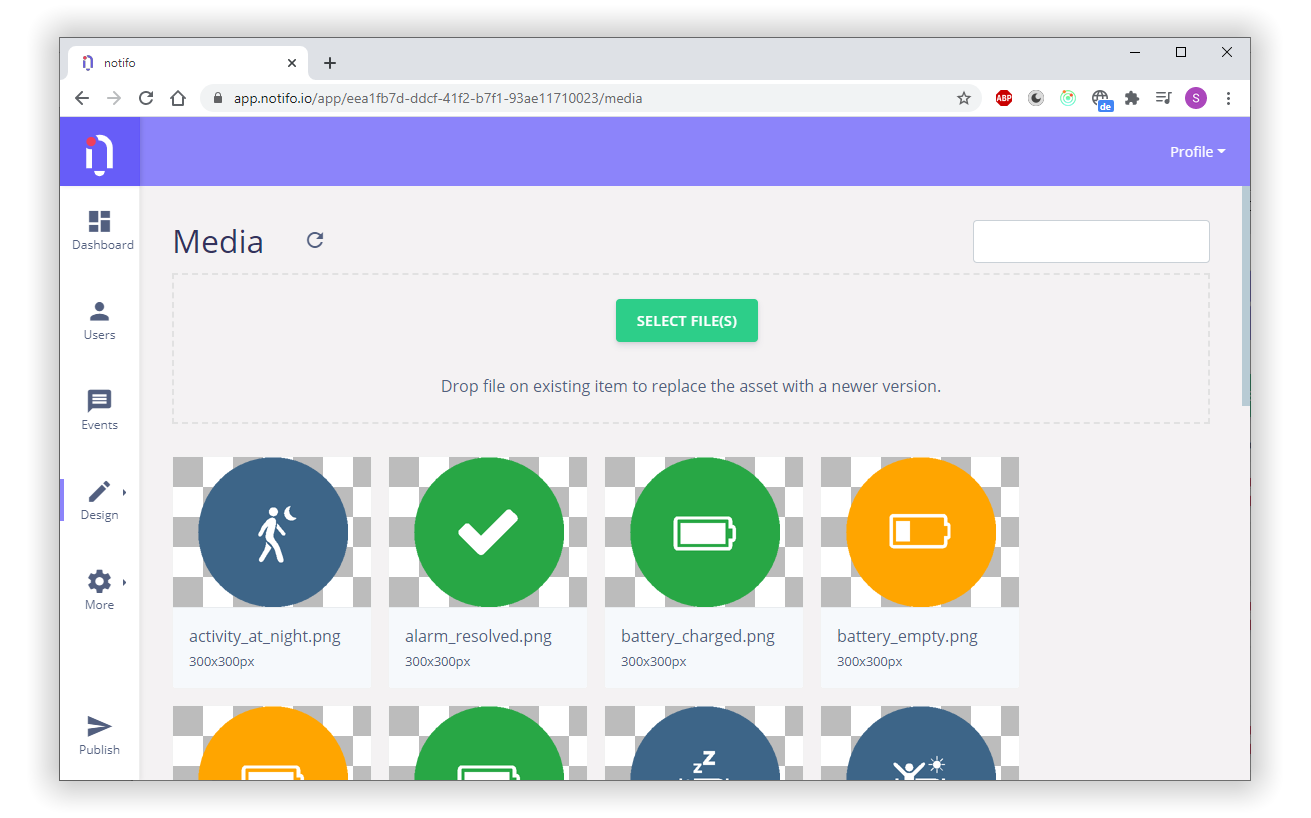 notifo
app.notifo.io/app/eea1fb7d-ddcf-41f2-b7f1-93ae11710023/media
ABP
de
S
Profile
Dashboard
Users
Events
Design
More
Publish
Media
SELECT FILE(S)
Drop file on existing item to replace the asset with a newer version.
activity_at_night.png
300x300px
alarm_resolved.png
300x300px
battery_charged.png
300x300px
battery_empty.png
300x300px
z Z